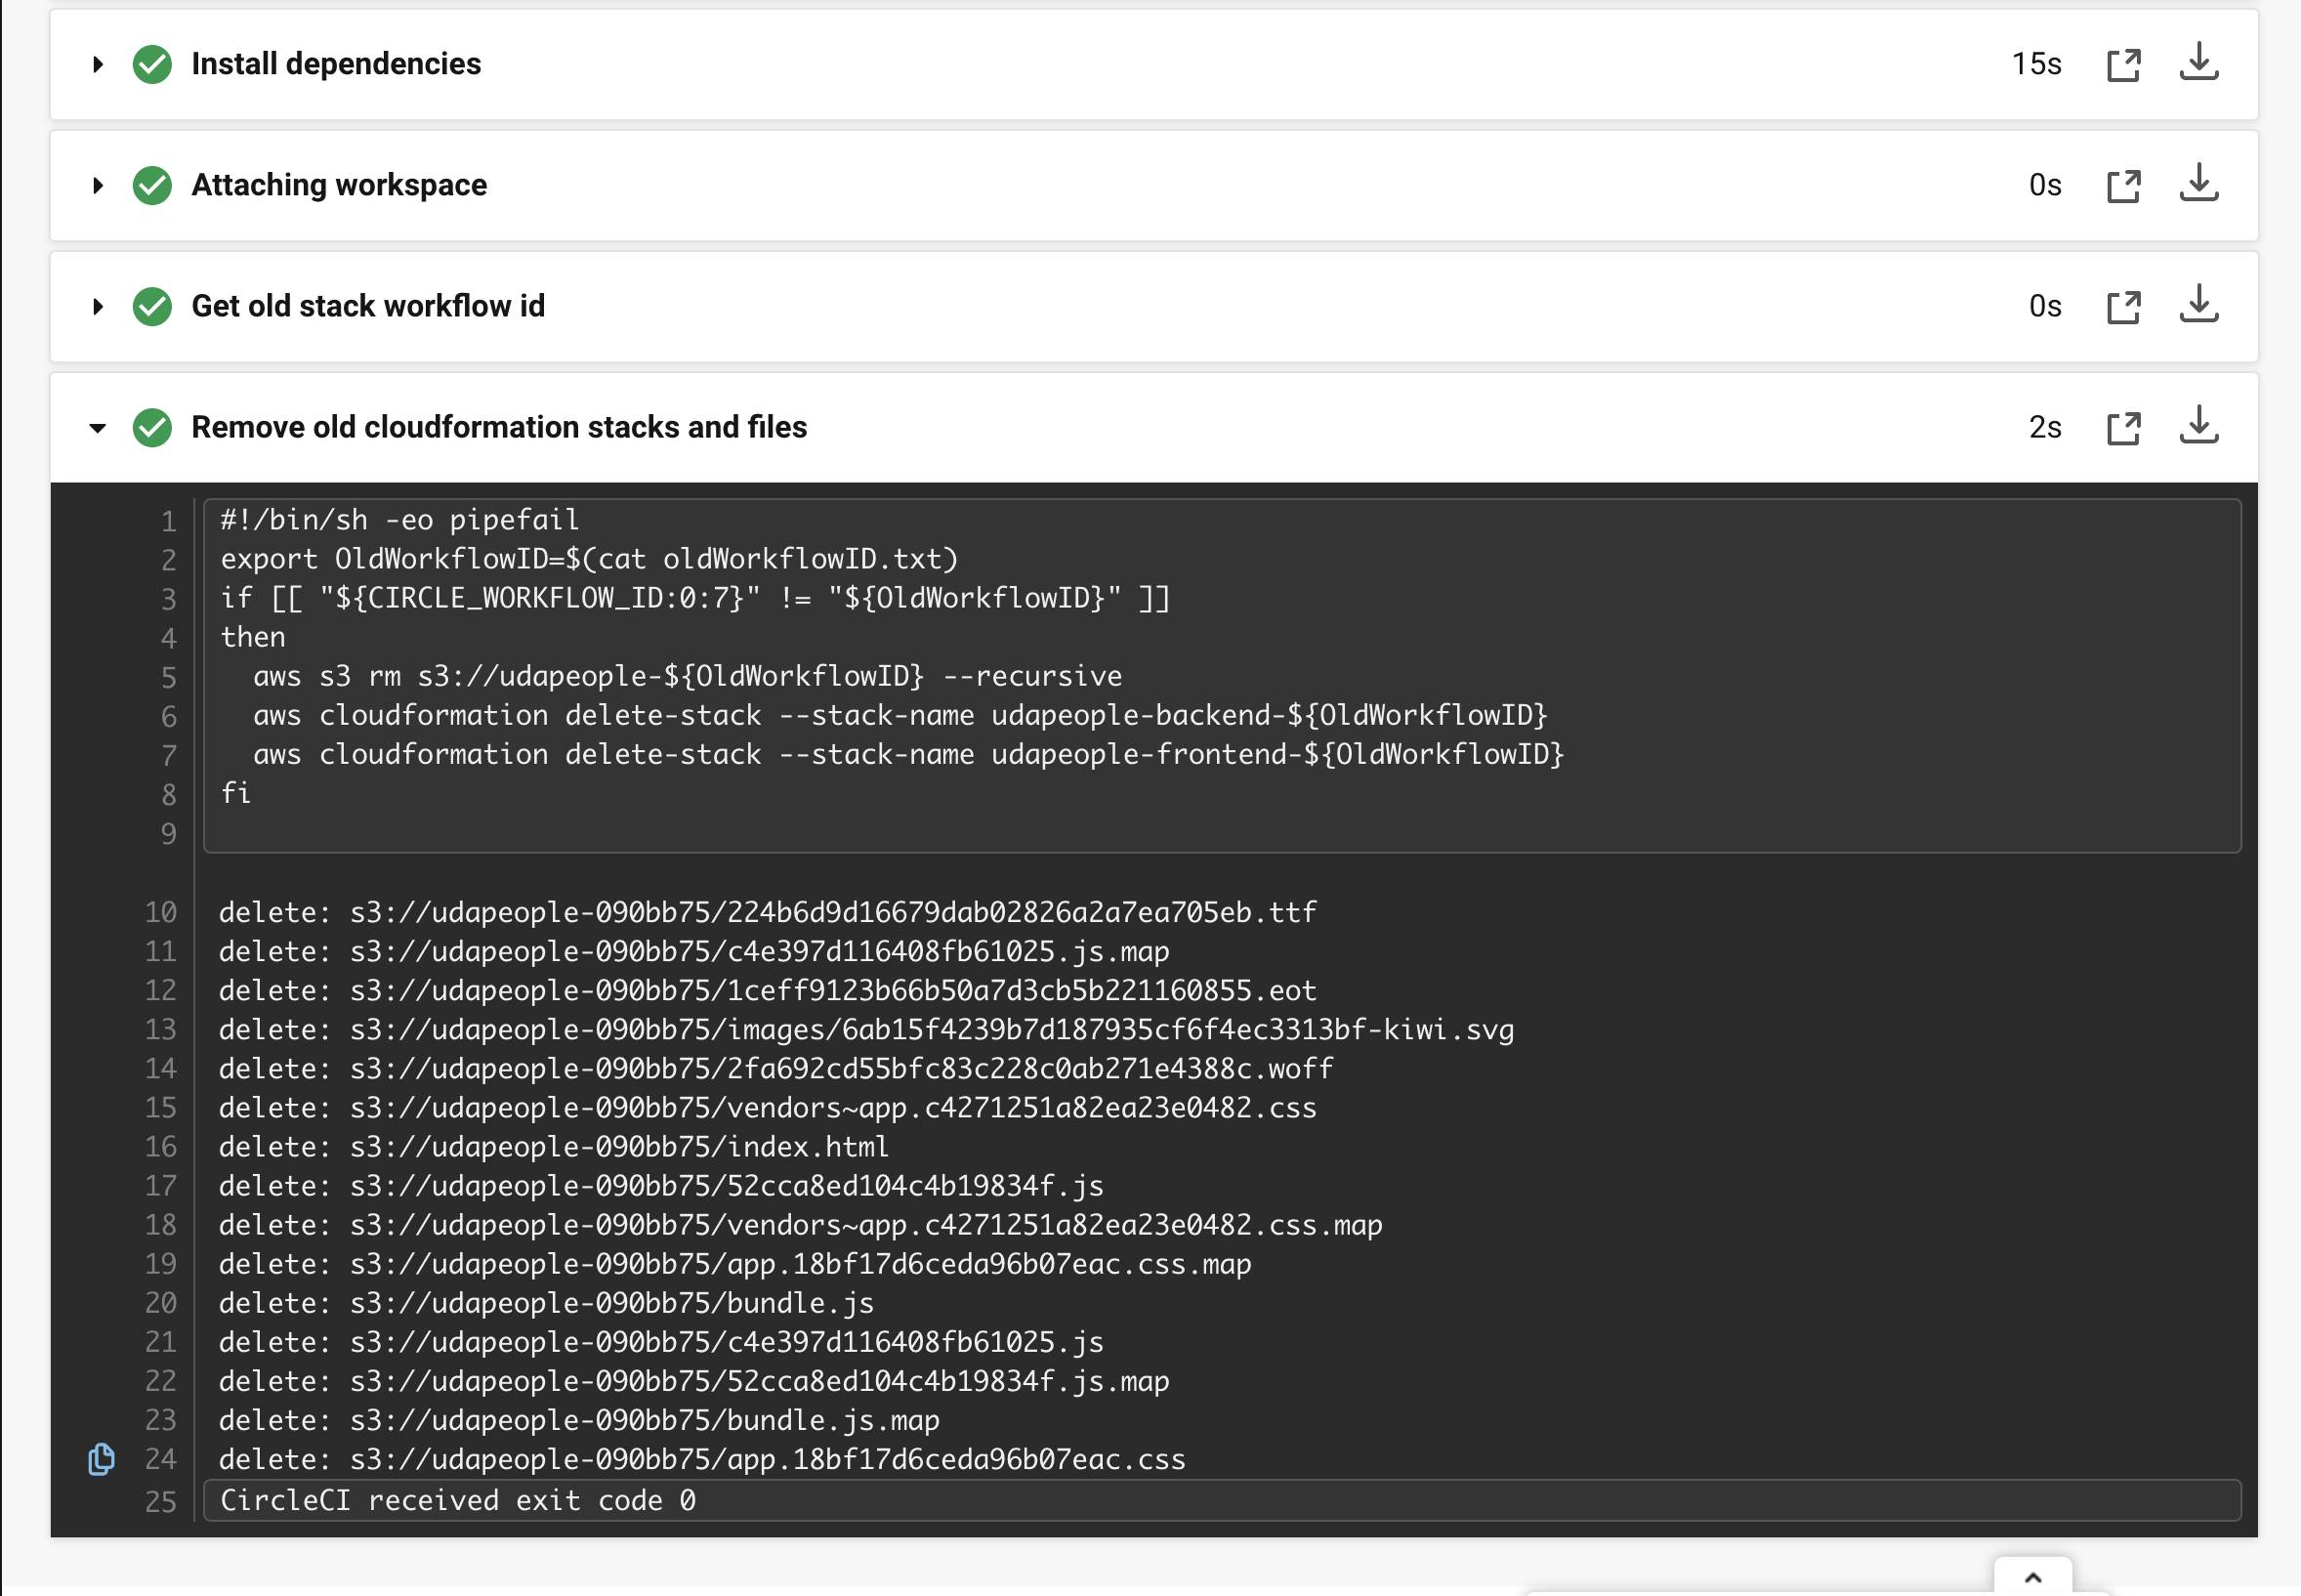 Install dependencies 15s
Attaching workspace 0s
Get old stack workflow id 0s
Remove old cloudformation stacks and files 2s
1 #!/bin/sh -eo pipefail
2 export OldWorkflowID=$(cat oldWorkflowID.txt)
3 if [[ "${CIRCLE_WORKFLOW_ID:0:7}" != "${OldWorkflowID}" ]]
4 then
5   aws s3 rm s3://udapeople-${OldWorkflowID} --recursive
6   aws cloudformation delete-stack --stack-name udapeople-backend-${OldWorkflowID}
7   aws cloudformation delete-stack --stack-name udapeople-frontend-${OldWorkflowID}
8 fi
9
10 delete: s3://udapeople-090bb75/224b6d9d16679dab02826a2a7ea705eb.ttf
11 delete: s3://udapeople-090bb75/c4e397d116408fb61025.js.map
12 delete: s3://udapeople-090bb75/1ceff9123b66b50a7d3cb5b221160855.eot
13 delete: s3://udapeople-090bb75/images/6ab15f4239b7d187935cf6f4ec3313bf-kiwi.svg
14 delete: s3://udapeople-090bb75/2fa692cd55bfc83c228c0ab271e4388c.woff
15 delete: s3://udapeople-090bb75/vendors~app.c4271251a82ea23e0482.css
16 delete: s3://udapeople-090bb75/index.html
17 delete: s3://udapeople-090bb75/52cca8ed104c4b19834f.js
18 delete: s3://udapeople-090bb75/vendors~app.c4271251a82ea23e0482.css.map
19 delete: s3://udapeople-090bb75/app.18bf17d6ceda96b07eac.css.map
20 delete: s3://udapeople-090bb75/bundle.js
21 delete: s3://udapeople-090bb75/c4e397d116408fb61025.js
22 delete: s3://udapeople-090bb75/52cca8ed104c4b19834f.js.map
23 delete: s3://udapeople-090bb75/bundle.js.map
24 delete: s3://udapeople-090bb75/app.18bf17d6ceda96b07eac.css
25 CircleCI received exit code 0